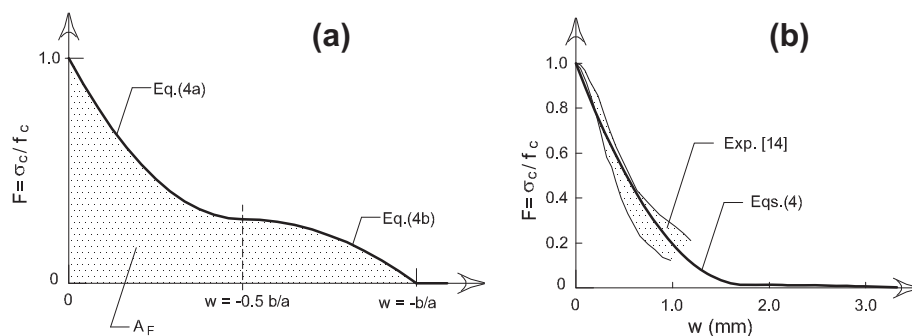 (a)
F=σc/fc
1.0
Eq.(4a)
Eq.(4b)
0
0
w = -0.5 b/a
w = -b/a
AF
(b)
F=σc/fc
1.0
0.8
0.6
0.4
0.2
0
Exp. [14]
Eqs.(4)
0
1.0
2.0
3.0
w (mm)